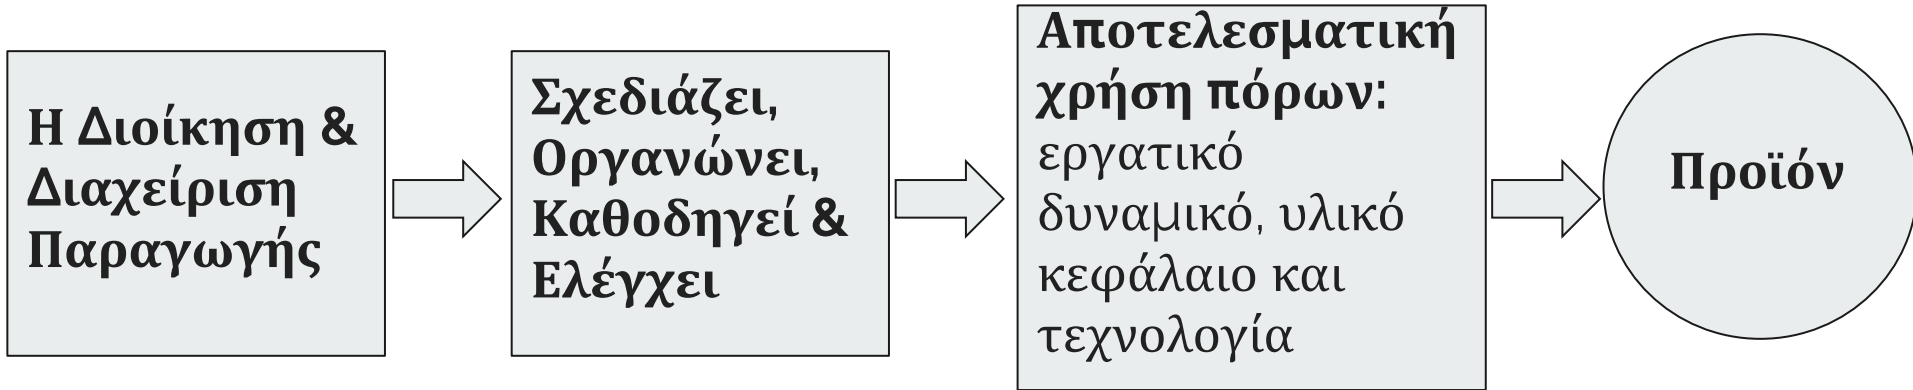 Η Διοίκηση &
Διαχείριση
Παραγωγής
Σχεδιάζει,
Οργανώνει,
Καθοδηγεί &
Ελέγχει
Αποτελεσματική
χρήση πόρων:
εργατικό
δυναμικό, υλικό
κεφάλαιο και
τεχνολογία
Προϊόν